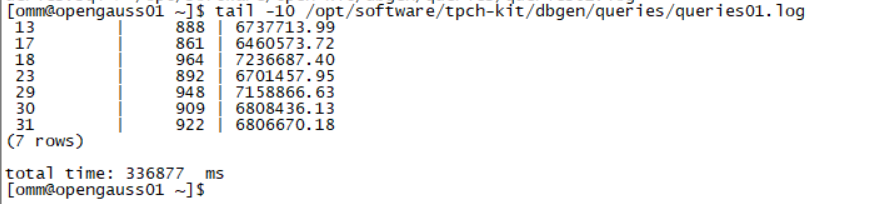 [omm@opengauss01 ~]$ tail -10 /opt/software/tpch-kit/dbgen/queries/queries01.log
13 | 888 | 6737713.99
17 | 861 | 6460573.72
18 | 964 | 7236687.40
23 | 892 | 6701457.95
29 | 948 | 7158866.63
30 | 909 | 6808436.13
31 | 922 | 6806670.18
(7 rows)
total time: 336877 ms
[omm@opengauss01 ~]$